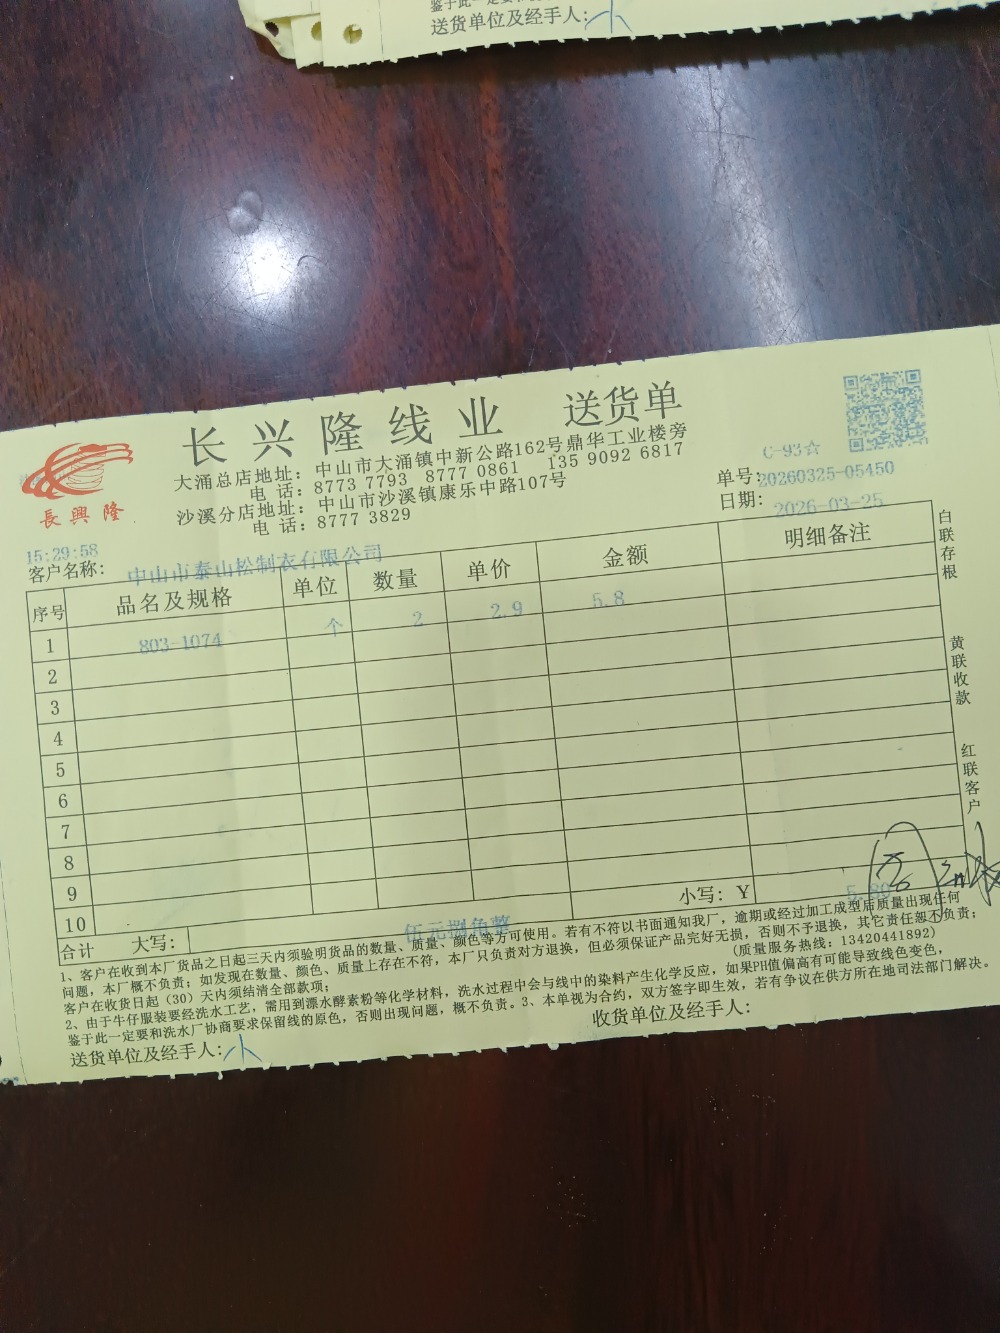 鉴于此一定要
送货单位及经手人: 小
长兴隆线业 送货单
長興隆
大涌总店地址: 中山市大涌镇中新公路162号鼎华工业楼旁
电 话: 8773 7793 8777 0861 135 9092 6817
沙溪分店地址: 中山市沙溪镇康乐中路107号
电 话: 8777 3829
C-93☆
单号: 20260325-05450
日期: 2026-03-25
15:29:58
客户名称: 中山市泰山松制衣有限公司
序号 品名及规格 单位 数量 单价 金额 明细备注
1 803-1074 个 2 2.9 5.8
2
3
4
5
6
7
8
9
10
合计 大写: 伍元捌角整 小写: Y 5.80
白联存根 黄联收款 红联客户
1、客户在收到本厂货品之日起三天内须验明货品的数量、质量、颜色等方可使用。若有不符以书面通知我厂，逾期或经过加工成型后质量出现任何
问题，本厂概不负责；如发现在数量、颜色、质量上存在不符，本厂只负责对方退换，但必须保证产品完好无损，否则不予退换，其它责任恕不负责；
客户在收货日起（30）天内须结清全部款项； (质量服务热线: 13420441892)
2、由于牛仔服装要经洗水工艺，需用到漂水酵素粉等化学材料，洗水过程中会与线中的染料产生化学反应，如果PH值偏高有可能导致线色变色，
鉴于此一定要和洗水厂协商要求保留线的原色，否则出现问题，概不负责。3、本单视为合约，双方签字即生效，若有争议在供方所在地司法部门解决。
送货单位及经手人: 小 收货单位及经手人: